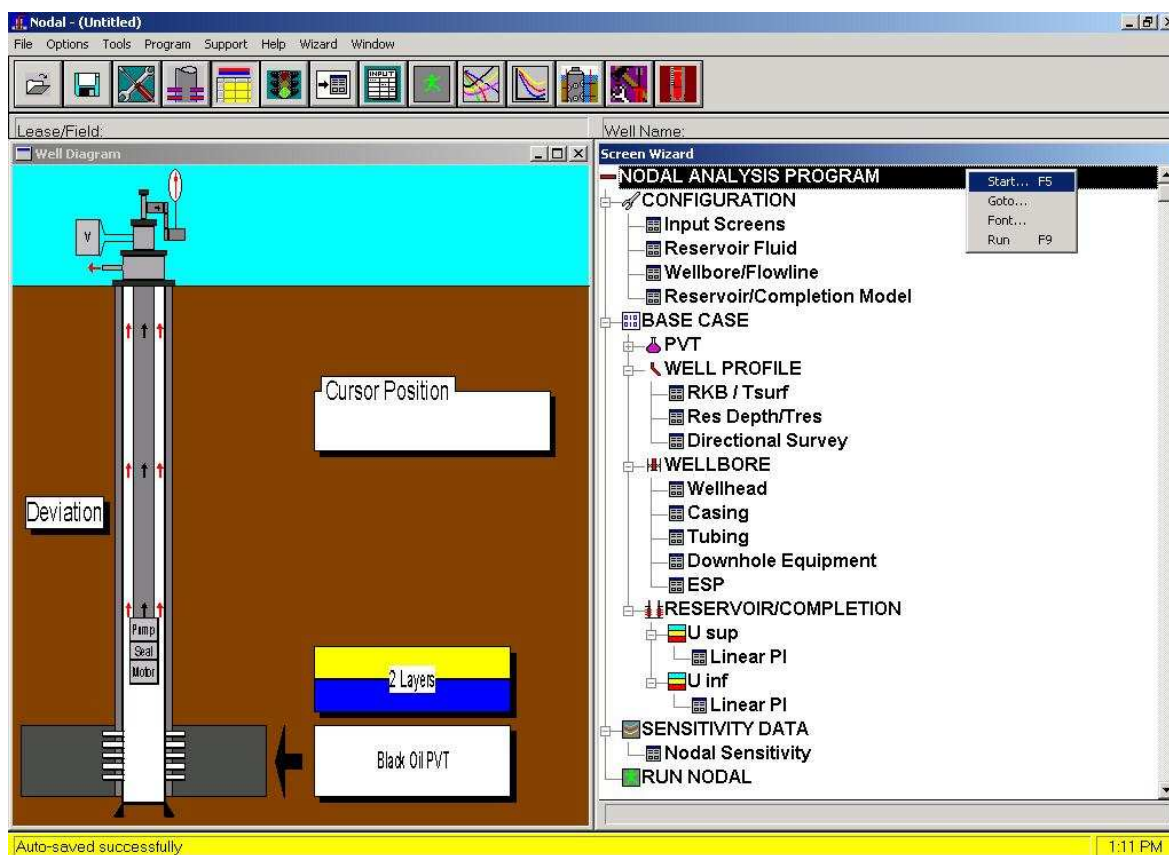 Nodal - (Untitled)
File Options Tools Program Support Help Wizard Window
INPUT
Lease/Field:
Well Name:
Well Diagram
V
Cursor Position
Deviation
Pump
Seal
Motor
2 Layers
Black Oil PVT
Screen Wizard
NODAL ANALYSIS PROGRAM
Start... F5
Goto...
Font...
Run F9
CONFIGURATION
Input Screens
Reservoir Fluid
Wellbore/Flowline
Reservoir/Completion Model
BASE CASE
PVT
WELL PROFILE
RKB / Tsurf
Res Depth/Tres
Directional Survey
WELLBORE
Wellhead
Casing
Tubing
Downhole Equipment
ESP
RESERVOIR/COMPLETION
U sup
Linear PI
U inf
Linear PI
SENSITIVITY DATA
Nodal Sensitivity
RUN NODAL
Auto-saved successfully
1:11 PM